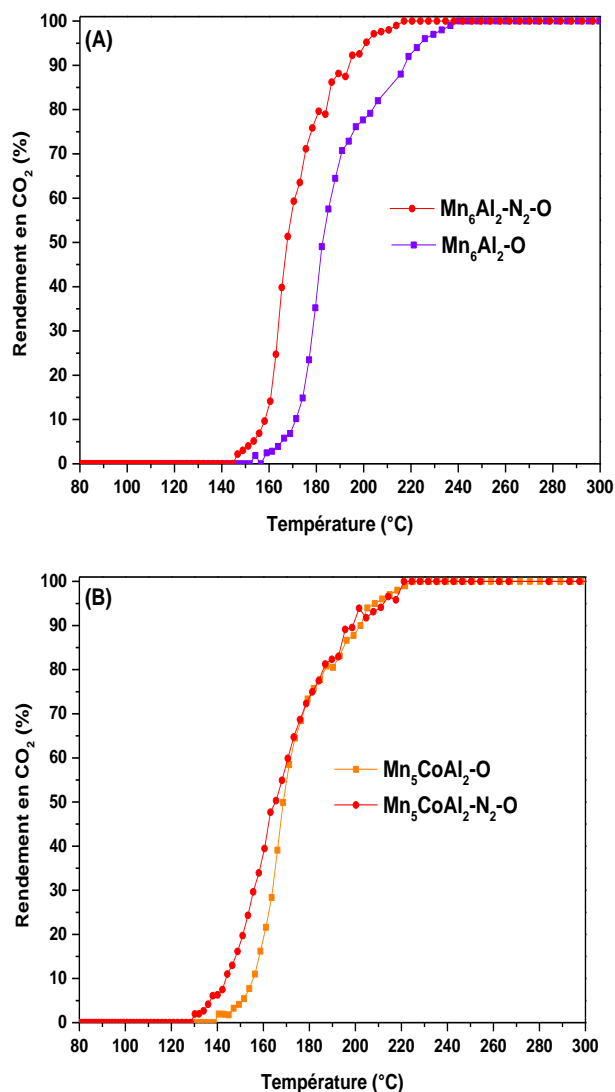 (A)
100
90
80
70
60
50
40
30
20
10
0
Rendement en CO₂ (%)
Mn₆Al₂-N₂-O
Mn₆Al₂-O
80 100 120 140 160 180 200 220 240 260 280 300
Température (°C)
(B)
100
90
80
70
60
50
40
30
20
10
0
Rendement en CO₂ (%)
Mn₅CoAl₂-O
Mn₅CoAl₂-N₂-O
80 100 120 140 160 180 200 220 240 260 280 300
Température (°C)